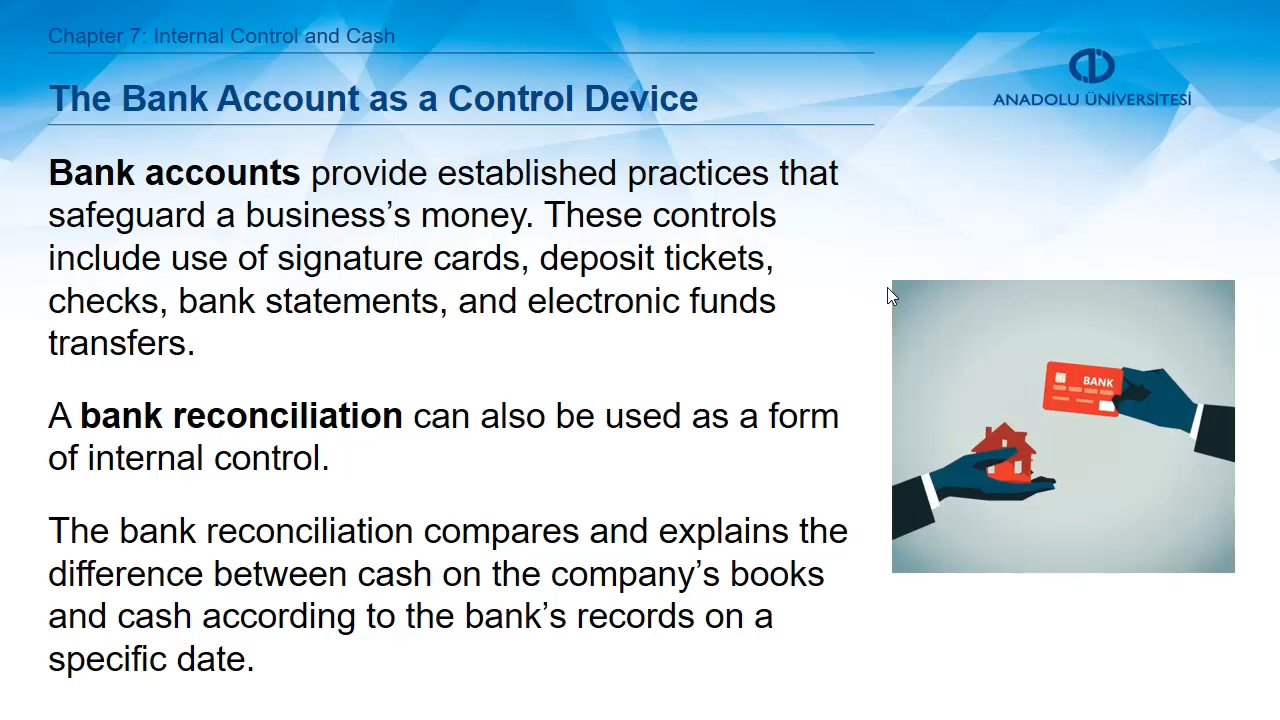 Chapter 7: Internal Control and Cash
The Bank Account as a Control Device
ANADOLU ÜNİVERSİTESİ
Bank accounts provide established practices that
safeguard a business’s money. These controls
include use of signature cards, deposit tickets,
checks, bank statements, and electronic funds
transfers.
A bank reconciliation can also be used as a form
of internal control.
The bank reconciliation compares and explains the
difference between cash on the company’s books
and cash according to the bank’s records on a
specific date.
BANK